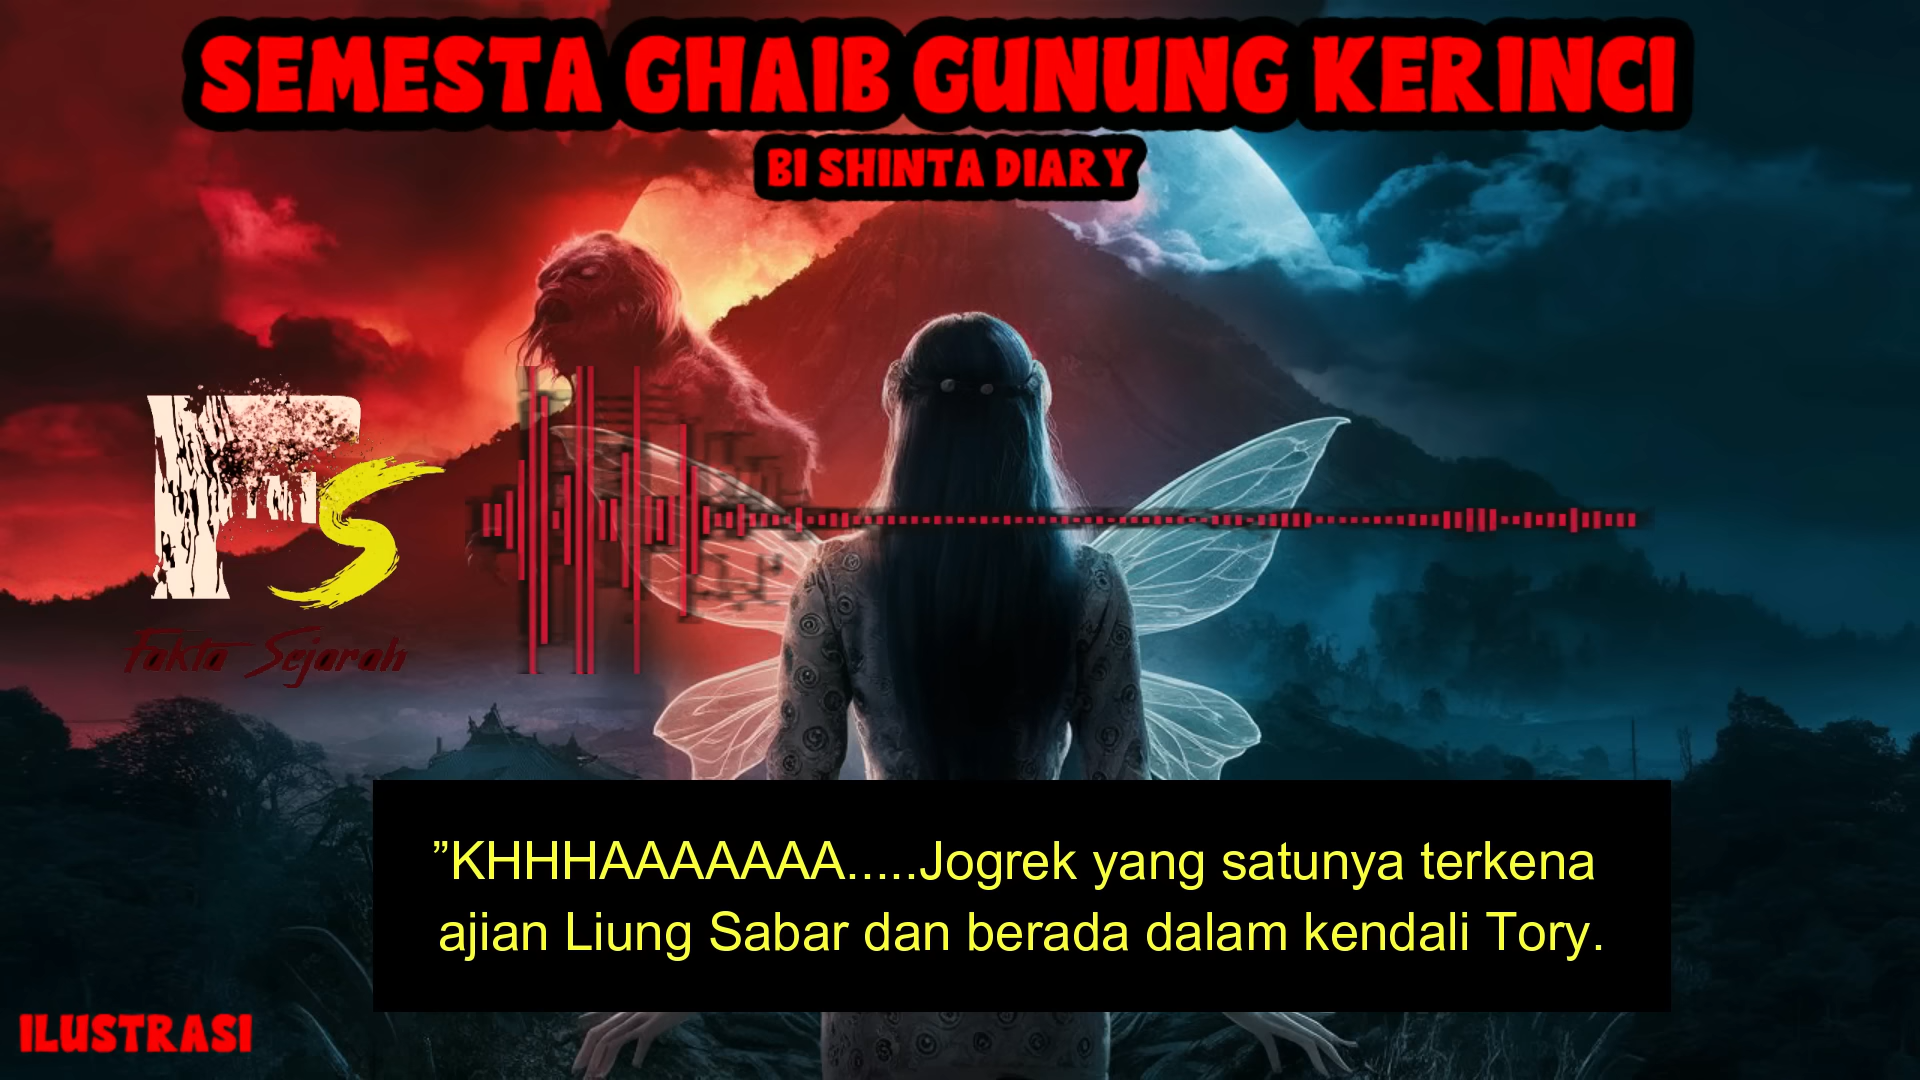 SEMESTA GHAIB GUNUNG KERINCI
BI SHINTA DIARY
FS
Fakta Sejarah
”KHHHAAAAAAA.....Jogrek yang satunya terkena
ajian Liung Sabar dan berada dalam kendali Tory.
ILUSTRASI